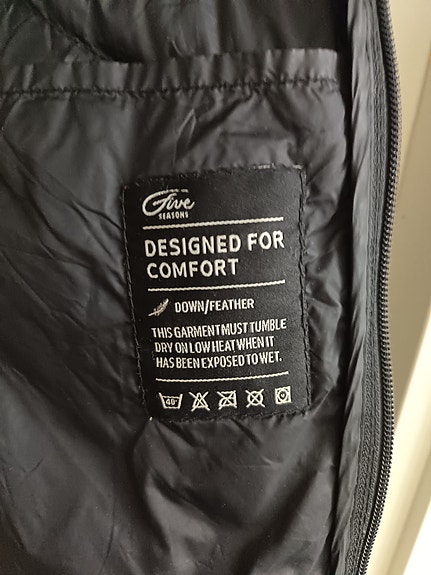 Five
SEASONS
DESIGNED FOR
COMFORT
DOWN/FEATHER
THIS GARMENT MUST TUMBLE
DRY ON LOW HEAT WHEN IT
HAS BEEN EXPOSED TO WET.
40°